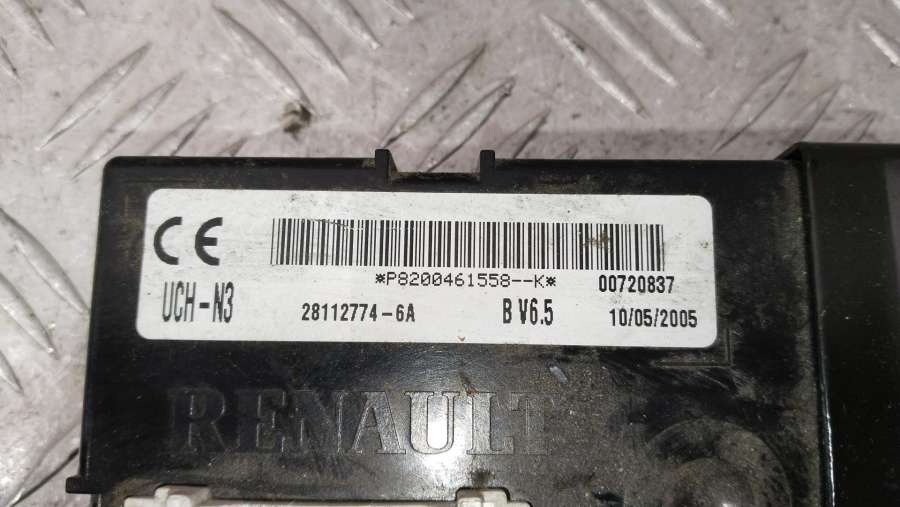 CE
*P8200461558--K* 00720837
UCH-N3 28112774-6A B V6.5 10/05/2005
RENAULT